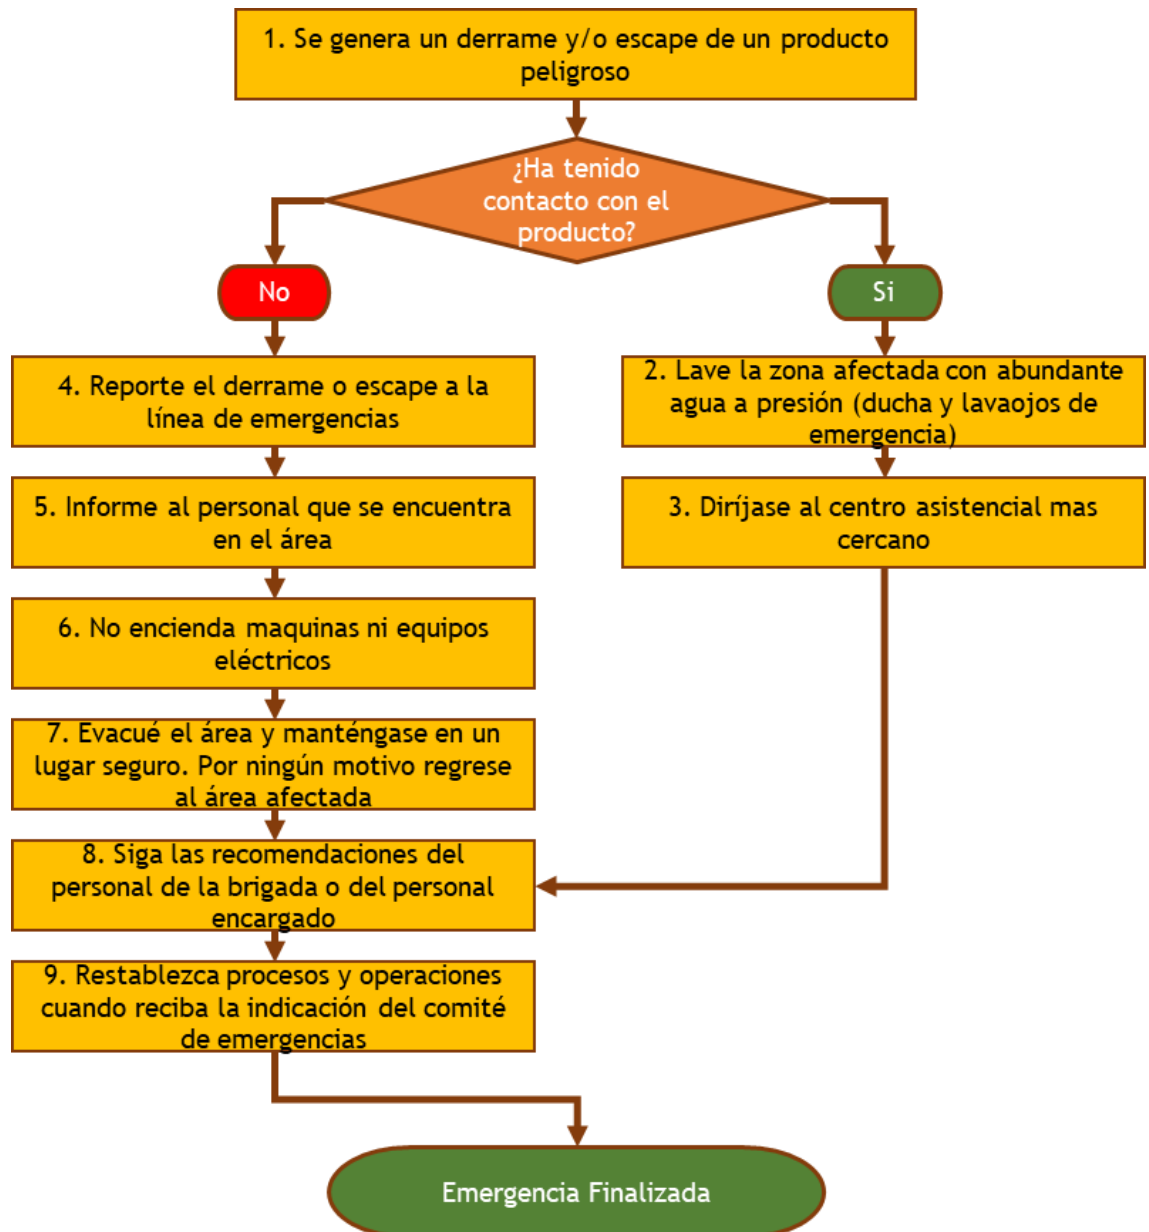 1. Se genera un derrame y/o escape de un producto
peligroso
¿Ha tenido
contacto con el
producto?
No
Si
4. Reporte el derrame o escape a la
línea de emergencias
2. Lave la zona afectada con abundante
agua a presión (ducha y lavaojos de
emergencia)
5. Informe al personal que se encuentra
en el área
3. Diríjase al centro asistencial mas
cercano
6. No encienda maquinas ni equipos
eléctricos
7. Evacué el área y manténgase en un
lugar seguro. Por ningún motivo regrese
al área afectada
8. Siga las recomendaciones del
personal de la brigada o del personal
encargado
9. Restablezca procesos y operaciones
cuando reciba la indicación del comité
de emergencias
Emergencia Finalizada